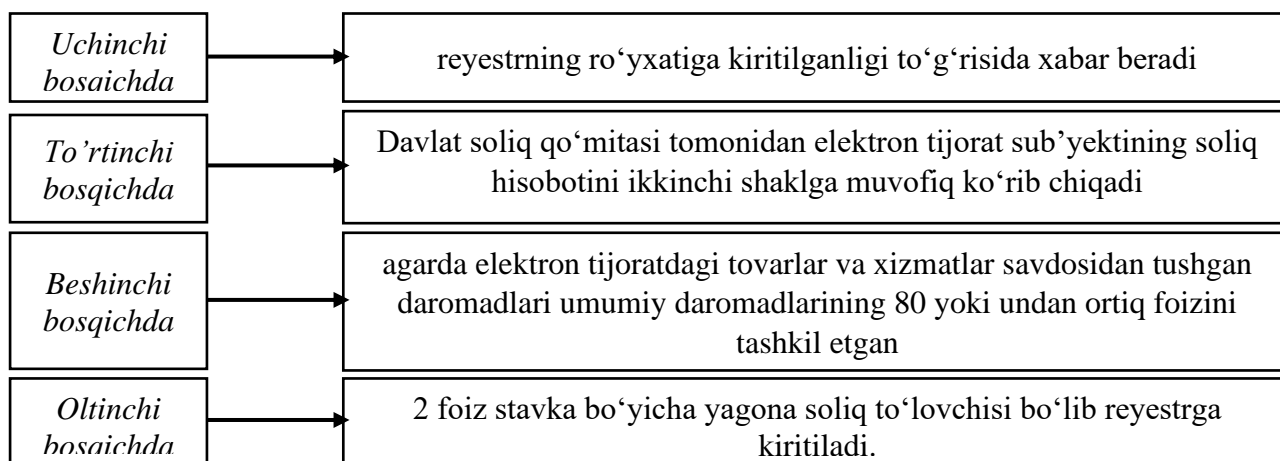 Uchinchi
bosqichda
reyestrning ro‘yxatiga kiritilganligi to‘g‘risida xabar beradi
To’rtinchi
bosqichda
Davlat soliq qo‘mitasi tomonidan elektron tijorat sub’yektining soliq
hisobotini ikkinchi shaklga muvofiq ko‘rib chiqadi
Beshinchi
bosqichda
agarda elektron tijoratdagi tovarlar va xizmatlar savdosidan tushgan
daromadlari umumiy daromadlarining 80 yoki undan ortiq foizini
tashkil etgan
Oltinchi
bosqichda
2 foiz stavka bo‘yicha yagona soliq to‘lovchisi bo‘lib reyestrga
kiritiladi.